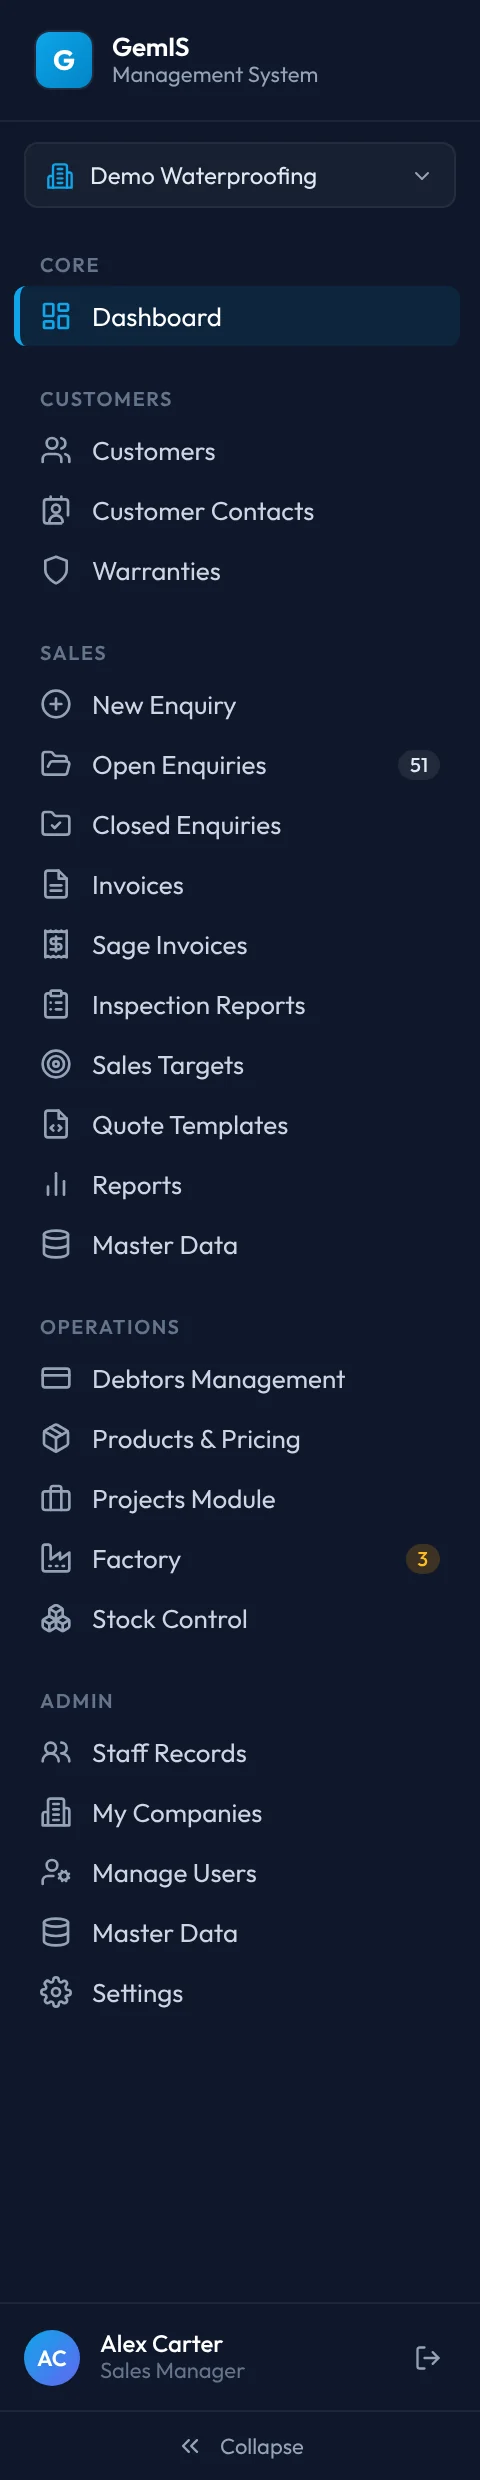 G
GemIS
Management System
Demo Waterproofing
CORE
Dashboard
CUSTOMERS
Customers
Customer Contacts
Warranties
SALES
New Enquiry
Open Enquiries 51
Closed Enquiries
Invoices
Sage Invoices
Inspection Reports
Sales Targets
Quote Templates
Reports
Master Data
OPERATIONS
Debtors Management
Products & Pricing
Projects Module
Factory 3
Stock Control
ADMIN
Staff Records
My Companies
Manage Users
Master Data
Settings
AC
Alex Carter
Sales Manager
Collapse